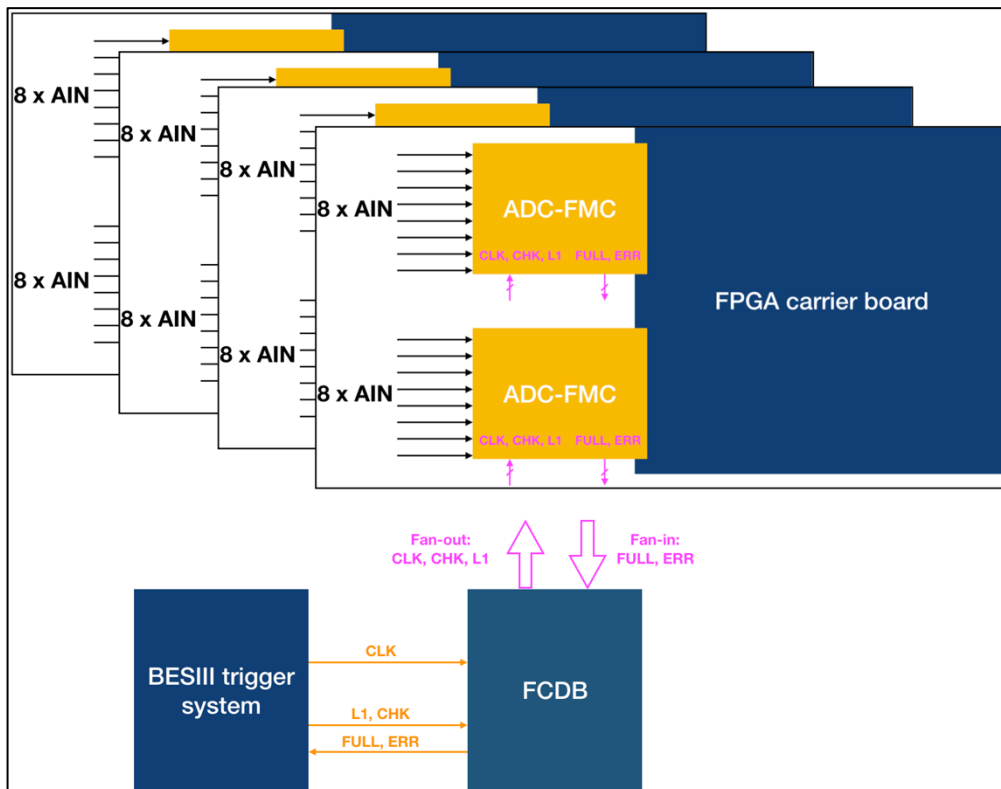 8 x AIN
8 x AIN
8 x AIN
8 x AIN
ADC-FMC
CLK, CHK, L1 FULL, ERR
FPGA carrier board
8 x AIN
8 x AIN
8 x AIN
8 x AIN
ADC-FMC
CLK, CHK, L1 FULL, ERR
Fan-out:
CLK, CHK, L1
Fan-in:
FULL, ERR
BESIII trigger
system
CLK
L1, CHK
FULL, ERR
FCDB